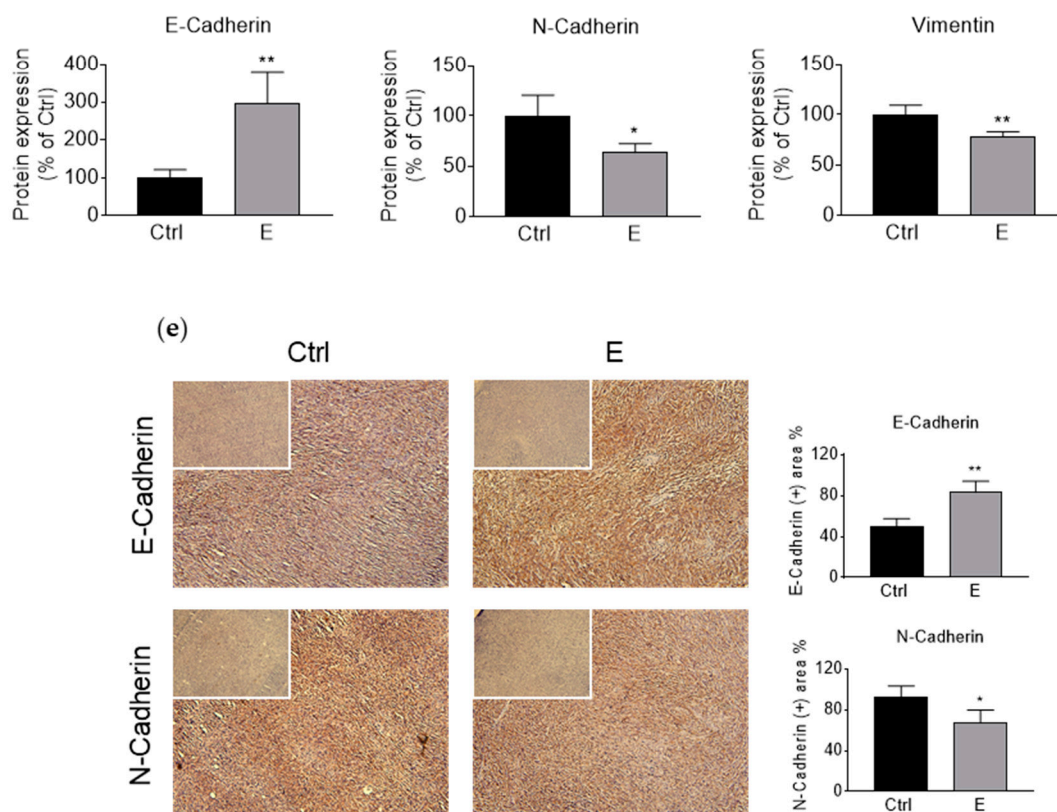 E-Cadherin
Protein expression
(% of Ctrl)
400
300
200
100
0
**
Ctrl
E
N-Cadherin
Protein expression
(% of Ctrl)
150
100
50
0
*
Ctrl
E
Vimentin
Protein expression
(% of Ctrl)
150
100
50
0
**
Ctrl
E
(e)
Ctrl
E
E-Cadherin
N-Cadherin
E-Cadherin
E-Cadherin (+) area %
120
80
40
0
**
Ctrl
E
N-Cadherin
N-Cadherin (+) area %
120
80
40
0
*
Ctrl
E